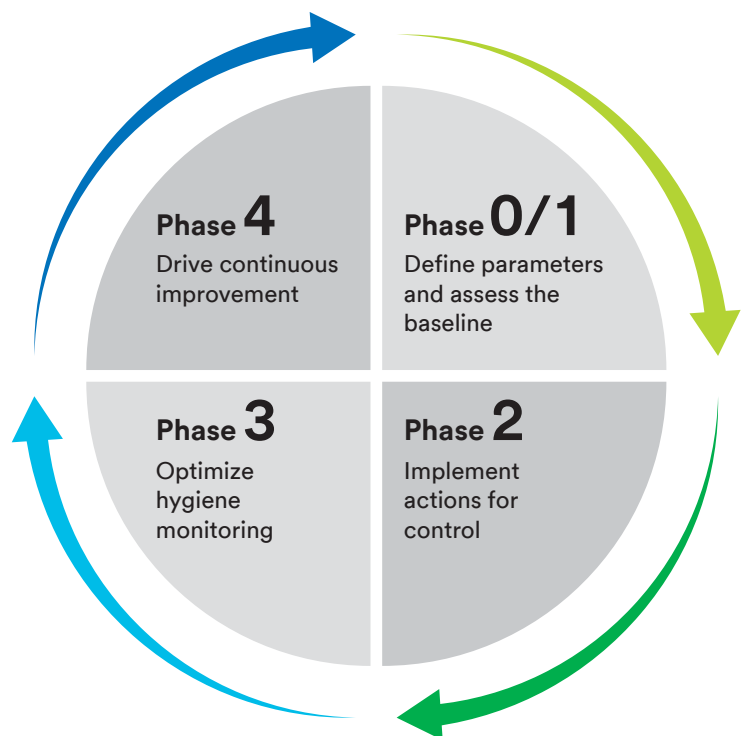 Phase 4
Drive continuous
improvement
Phase 0/1
Define parameters
and assess the
baseline
Phase 3
Optimize
hygiene
monitoring
Phase 2
Implement
actions for
control